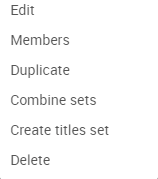 Edit
Members
Duplicate
Combine sets
Create titles set
Delete